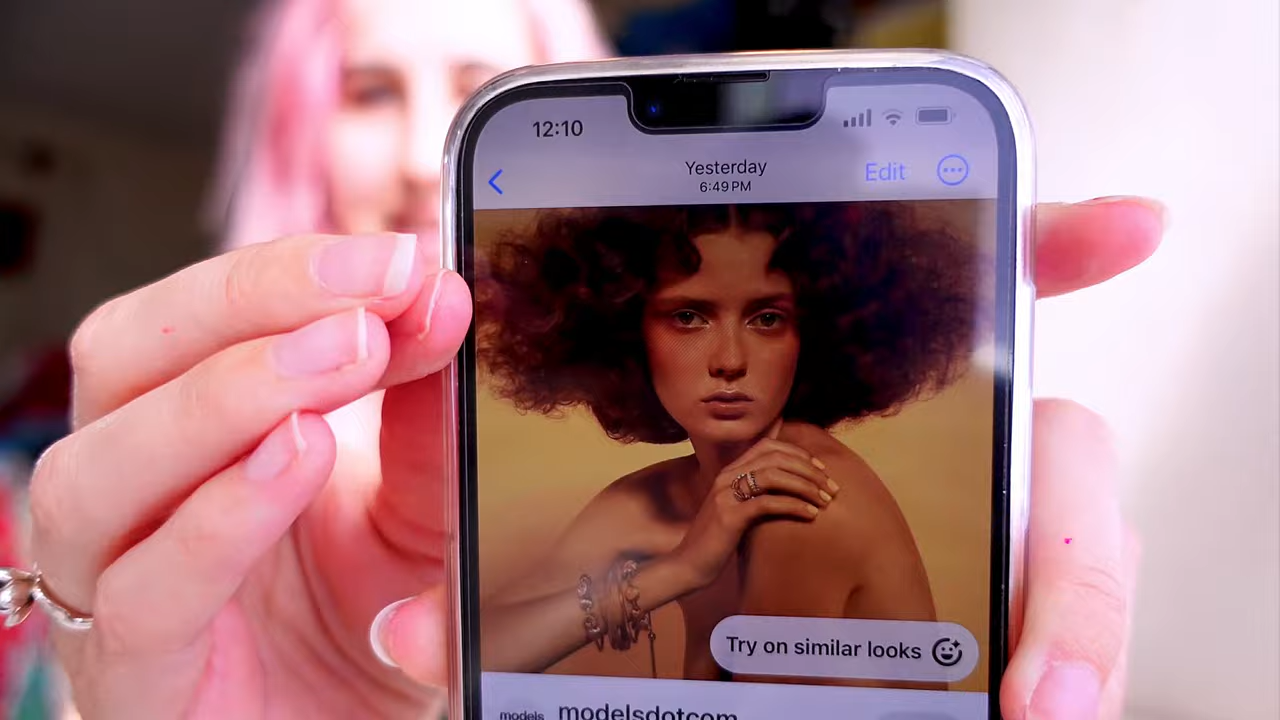 12:10
Yesterday
6:49 PM
Edit
Try on similar looks
models
modelsdotcom